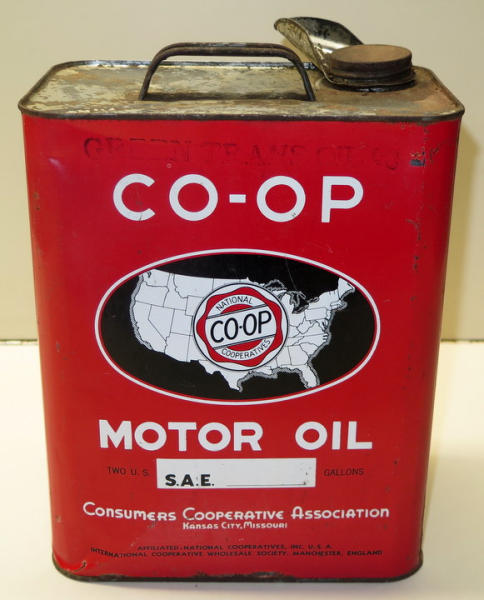 CO-OP
NATIONAL
CO-OP
COOPERATIVES
MOTOR OIL
TWO U.S. S.A.E. GALLONS
CONSUMERS COOPERATIVE ASSOCIATION
KANSAS CITY, MISSOURI
AFFILIATED-NATIONAL COOPERATIVES, INC. U.S.A.
INTERNATIONAL COOPERATIVE WHOLESALE SOCIETY, MANCHESTER, ENGLAND